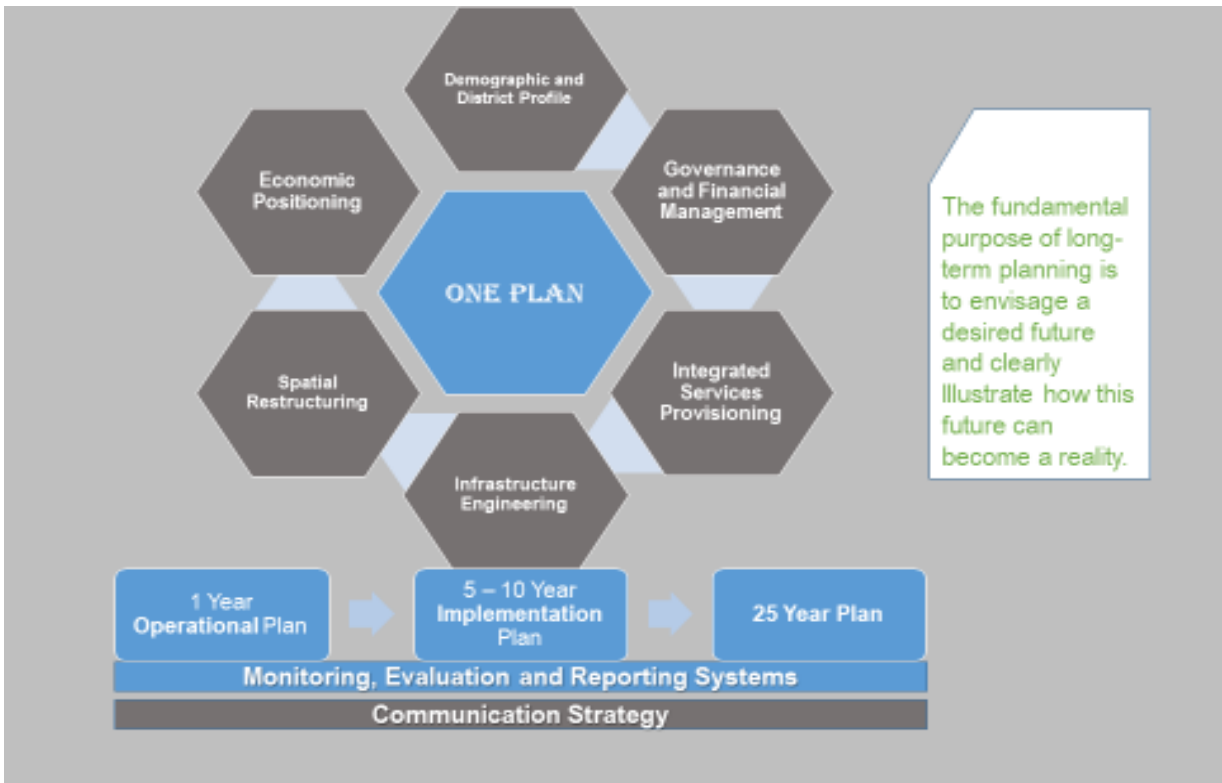 Demographic and
District Profile
Economic
Positioning
Governance
and Financial
Management
ONE PLAN
Spatial
Restructuring
Integrated
Services
Provisioning
Infrastructure
Engineering
The fundamental
purpose of long-
term planning is
to envisage a
desired future
and clearly
Illustrate how this
future can
become a reality.
1 Year
Operational Plan
5 – 10 Year
Implementation
Plan
25 Year Plan
Monitoring, Evaluation and Reporting Systems
Communication Strategy